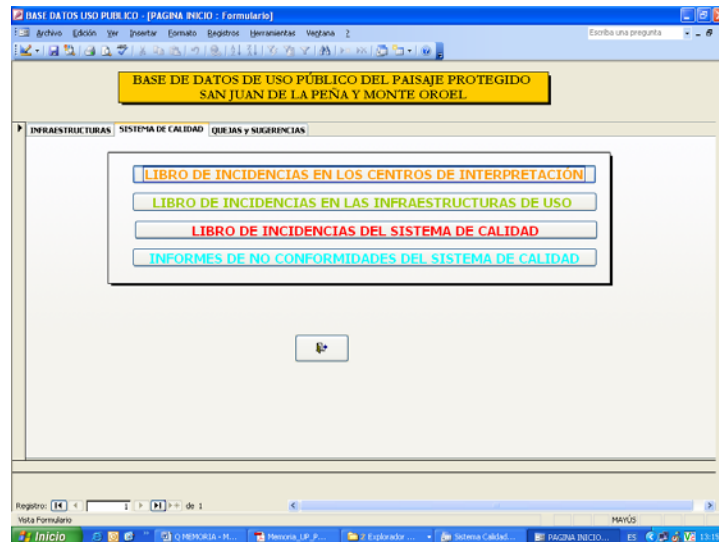 BASE DATOS USO PUBLICO - [PAGINA INICIO : Formulario]
Archivo Edición Ver Insertar Formato Registros Herramientas Ventana ?
Escriba una pregunta
BASE DE DATOS DE USO PÚBLICO DEL PAISAJE PROTEGIDO
SAN JUAN DE LA PEÑA Y MONTE OROEL
INFRAESTRUCTURAS SISTEMA DE CALIDAD QUEJAS y SUGERENCIAS
LIBRO DE INCIDENCIAS EN LOS CENTROS DE INTERPRETACIÓN
LIBRO DE INCIDENCIAS EN LAS INFRAESTRUCTURAS DE USO
LIBRO DE INCIDENCIAS DEL SISTEMA DE CALIDAD
INFORMES DE NO CONFORMIDADES DEL SISTEMA DE CALIDAD
Registro: 1 de 1
Vista Formulario MAYÚS
Inicio Q MEMORIA - M... Memoria_UP_P... 2 Explorador ... Sistema Calidad... PAGINA INICIO... ES 13:19